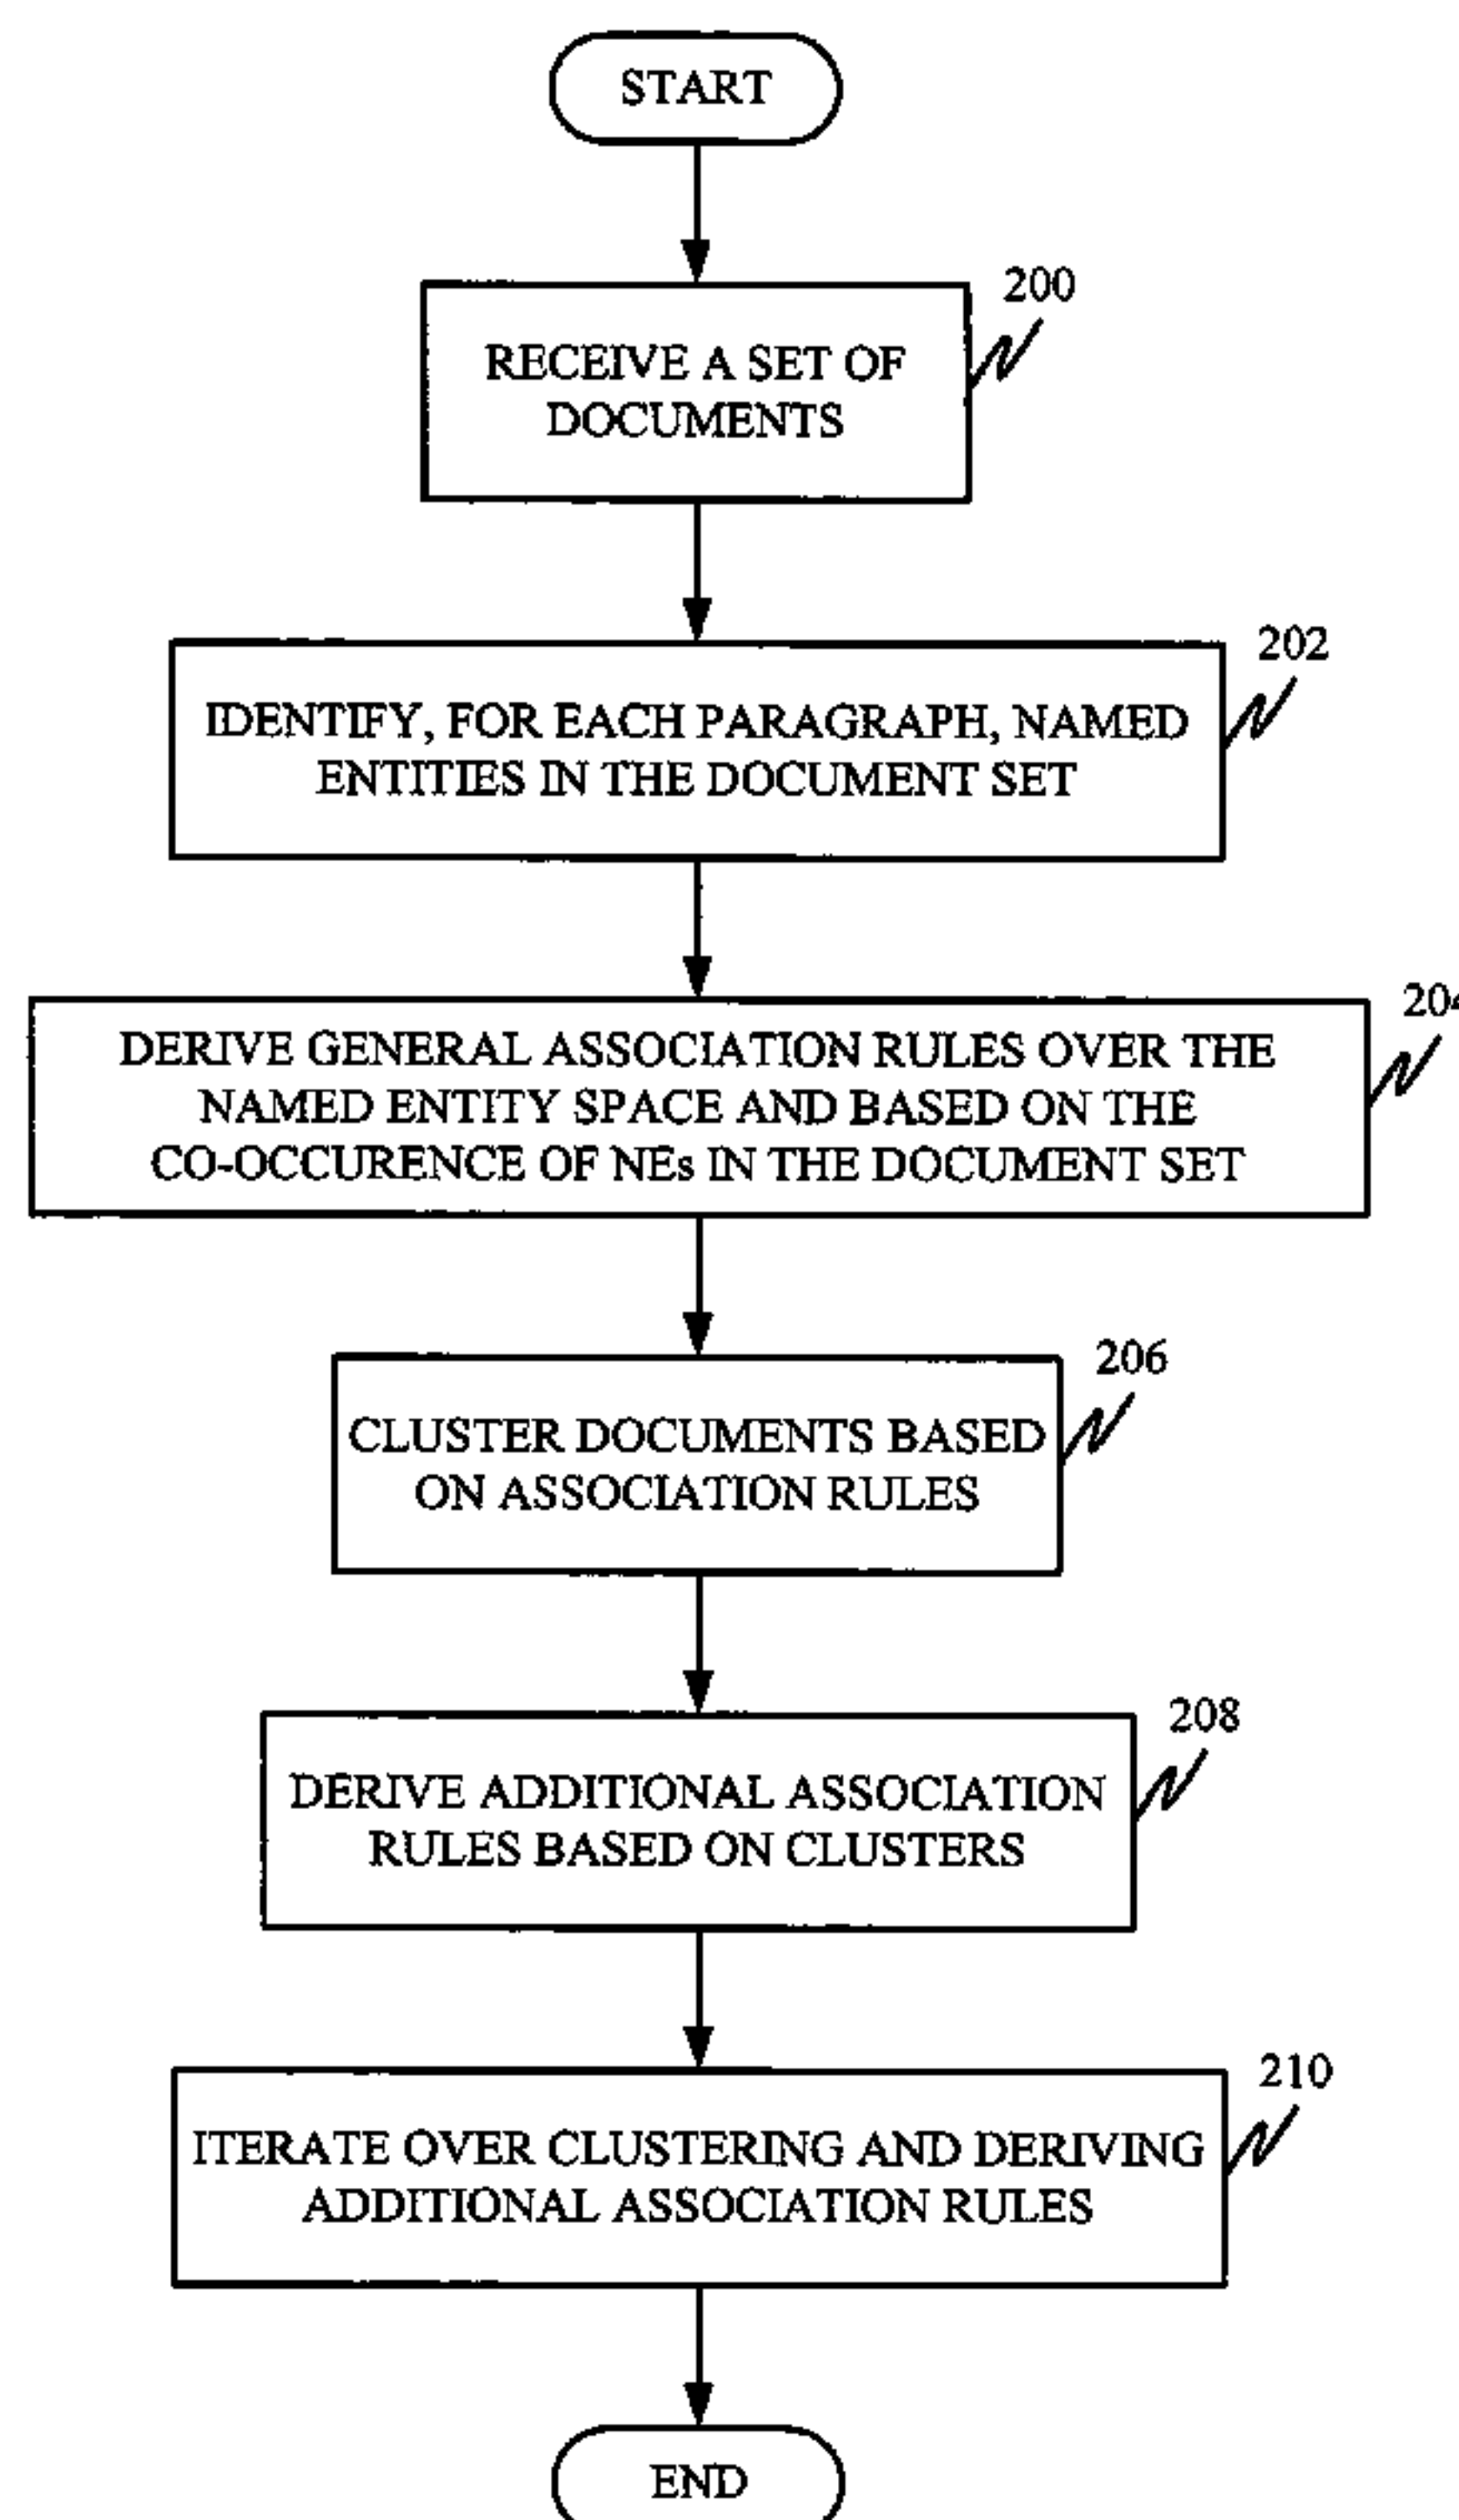 START
200
RECEIVE A SET OF
DOCUMENTS
202
IDENTIFY, FOR EACH PARAGRAPH, NAMED
ENTITIES IN THE DOCUMENT SET
204
DERIVE GENERAL ASSOCIATION RULES OVER THE
NAMED ENTITY SPACE AND BASED ON THE
CO-OCCURENCE OF NEs IN THE DOCUMENT SET
206
CLUSTER DOCUMENTS BASED
ON ASSOCIATION RULES
208
DERIVE ADDITIONAL ASSOCIATION
RULES BASED ON CLUSTERS
210
ITERATE OVER CLUSTERING AND DERIVING
ADDITIONAL ASSOCIATION RULES
END